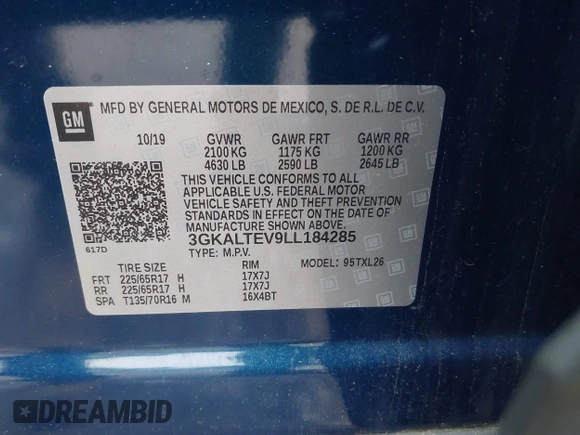 GM
MFD BY GENERAL MOTORS DE MEXICO, S. DE R.L. DE C.V.
10/19 GVWR GAWR FRT GAWR RR
2100 KG 1175 KG 1200 KG
4630 LB 2590 LB 2645 LB
THIS VEHICLE CONFORMS TO ALL
APPLICABLE U.S. FEDERAL MOTOR
VEHICLE SAFETY AND THEFT PREVENTION
STANDARDS IN EFFECT ON THE DATE OF
MANUFACTURE SHOWN ABOVE.
617D 3GKALTEV9LL184285
TYPE: M.P.V. MODEL: 95TXL26
TIRE SIZE RIM
FRT 225/65R17 H 17X7J
RR 225/65R17 H 17X7J
SPA T135/70R16 M 16X4BT
DREAMBID